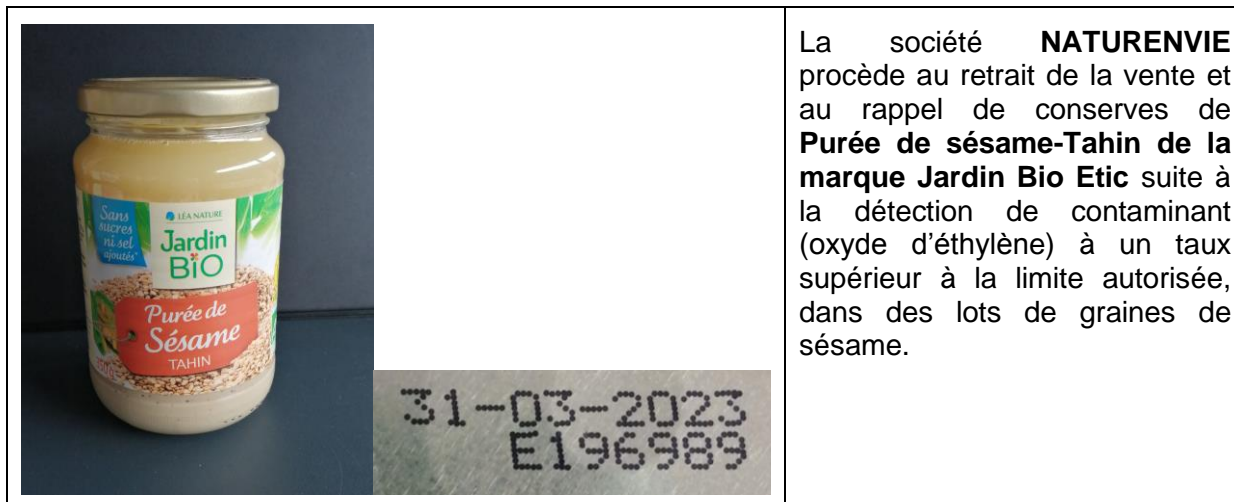 Sans
sucres
ni sel
ajoutés*
LÉA NATURE
Jardin
BiO
Purée de
Sésame
TAHIN
31-03-2023
E196989
La société NATURENVIE
procède au retrait de la vente et
au rappel de conserves de
Purée de sésame-Tahin de la
marque Jardin Bio Etic suite à
la détection de contaminant
(oxyde d’éthylène) à un taux
supérieur à la limite autorisée,
dans des lots de graines de
sésame.